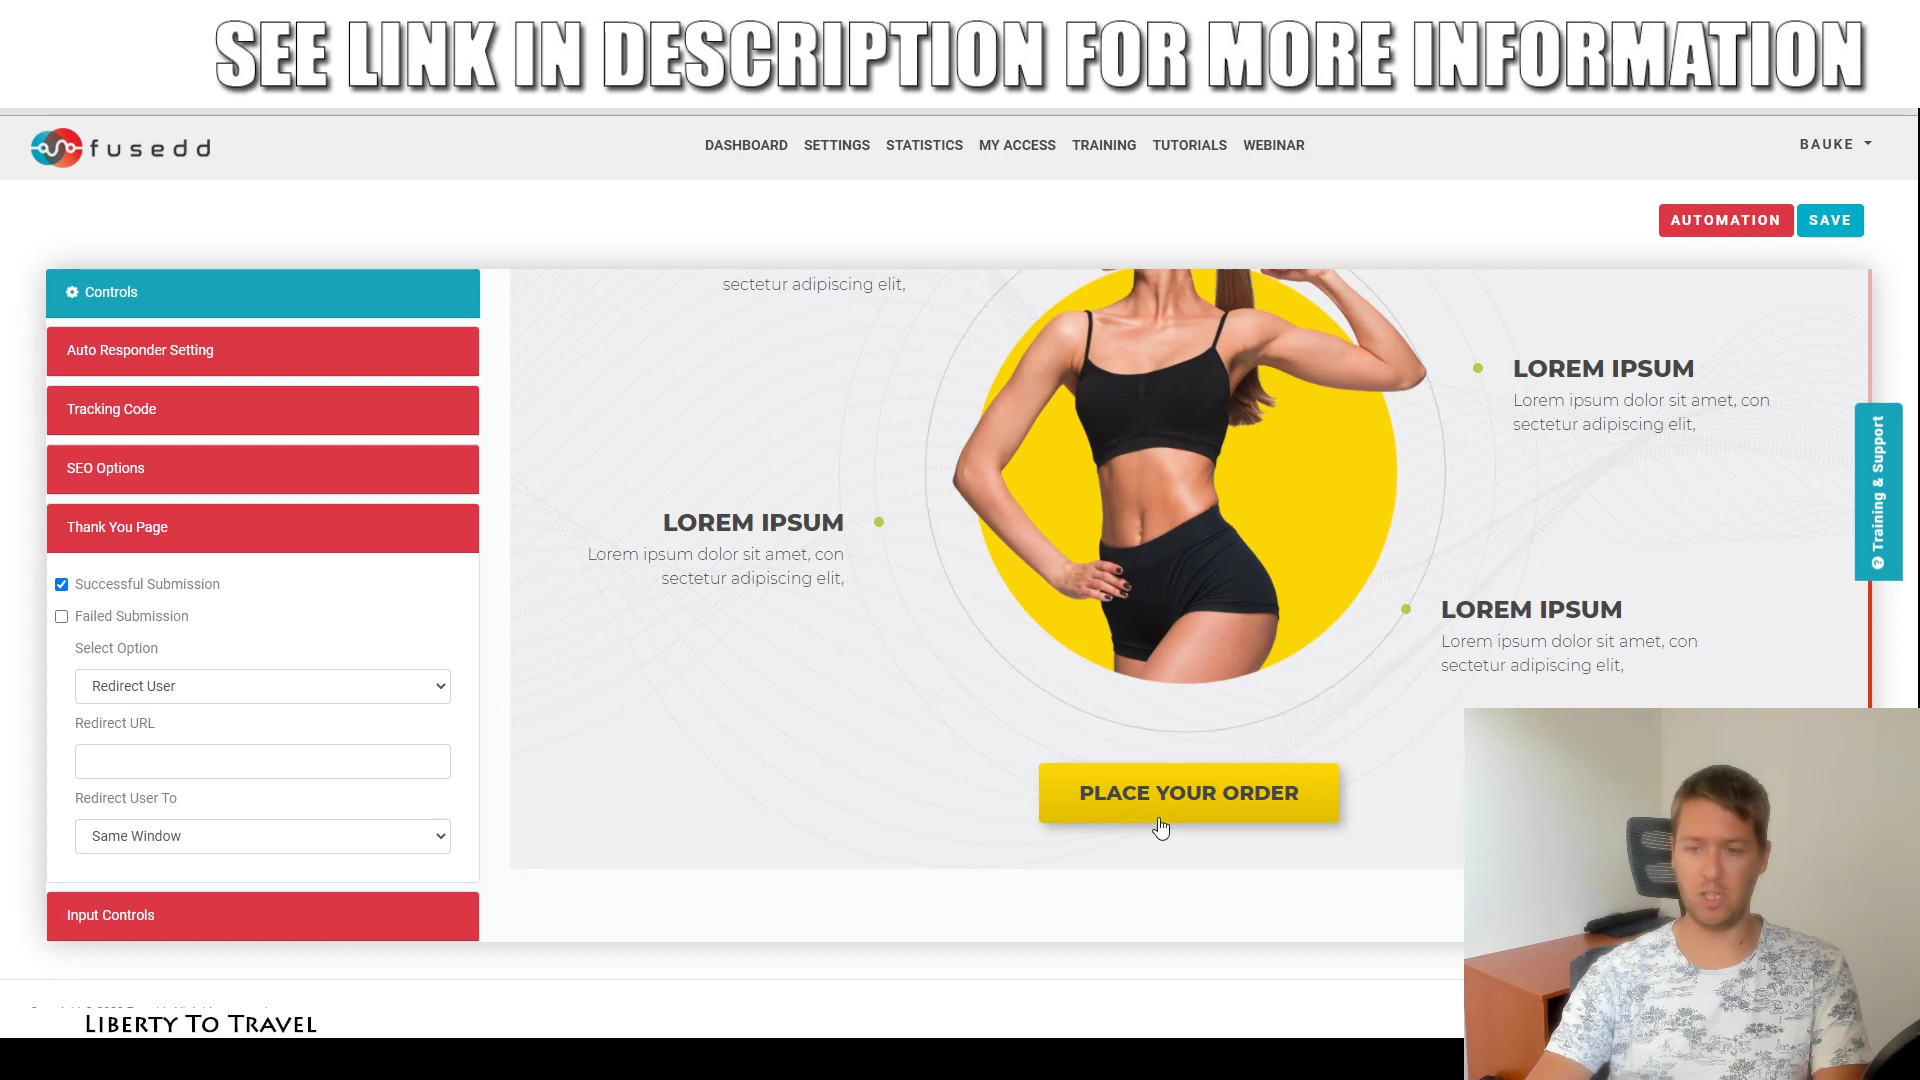 SEE LINK IN DESCRIPTION FOR MORE INFORMATION
fusedd
DASHBOARD SETTINGS STATISTICS MY ACCESS TRAINING TUTORIALS WEBINAR
BAUKE
AUTOMATION SAVE
Controls
Auto Responder Setting
Tracking Code
SEO Options
Thank You Page
Successful Submission
Failed Submission
Select Option
Redirect User
Redirect URL
Redirect User To
Same Window
Input Controls
sectetur adipiscing elit,
LOREM IPSUM
Lorem ipsum dolor sit amet, con
sectetur adipiscing elit,
LOREM IPSUM
Lorem ipsum dolor sit amet, con
sectetur adipiscing elit,
LOREM IPSUM
Lorem ipsum dolor sit amet, con
sectetur adipiscing elit,
PLACE YOUR ORDER
Training & Support
LIBERTY TO TRAVEL